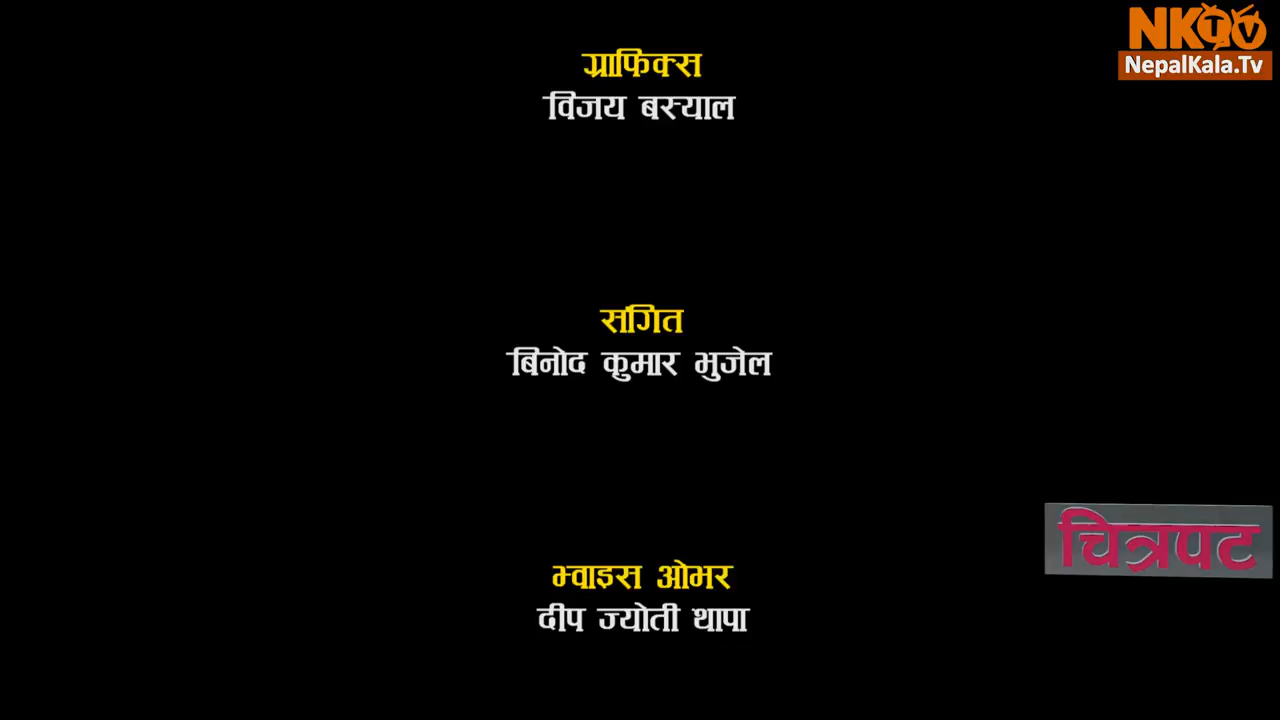 NKTV
NepalKala.Tv
ग्राफिक्स
विजय बस्याल
संगित
बिनोद कुमार भुजेल
चित्रपट
भ्वाइस ओभर
दीप ज्योती थापा